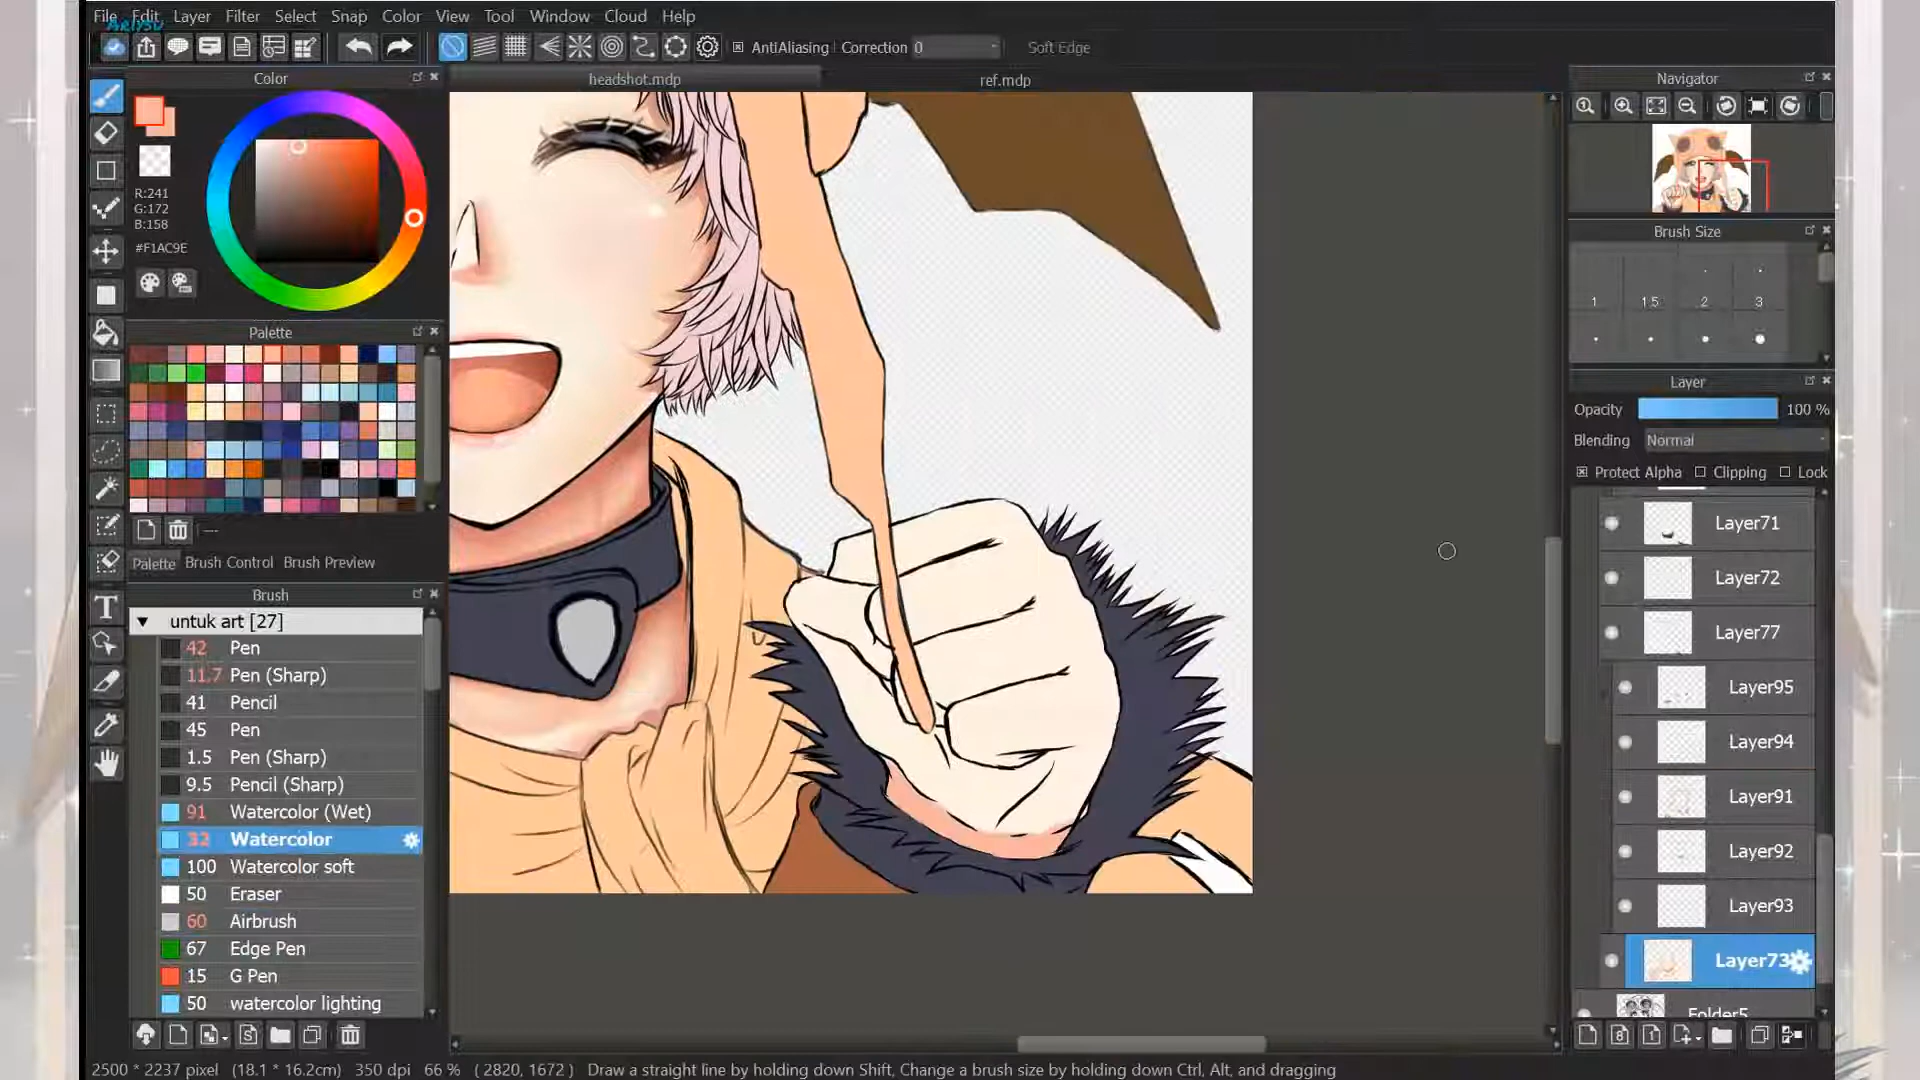 File Edit Layer Filter Select Snap Color View Tool Window Cloud Help
AntiAliasing Correction 0 Soft Edge
Color
headshot.mdp
ref.mdp
Navigator
R:241
G:172
B:158
#F1AC9E
Brush Size
1 1.5 2 3
Palette
Layer
Opacity 100 %
Blending Normal
Protect Alpha Clipping Lock
Layer71
Layer72
Layer77
Layer95
Layer94
Layer91
Layer92
Layer93
Layer73
Folder5
---
Palette Brush Control Brush Preview
Brush
untuk art [27]
42 Pen
11.7 Pen (Sharp)
41 Pencil
45 Pen
1.5 Pen (Sharp)
9.5 Pencil (Sharp)
91 Watercolor (Wet)
32 Watercolor
100 Watercolor soft
50 Eraser
60 Airbrush
67 Edge Pen
15 G Pen
50 watercolor lighting
2500 * 2237 pixel (18.1 * 16.2cm) 350 dpi 66 % ( 2820, 1672 ) Draw a straight line by holding down Shift, Change a brush size by holding down Ctrl, Alt, and dragging